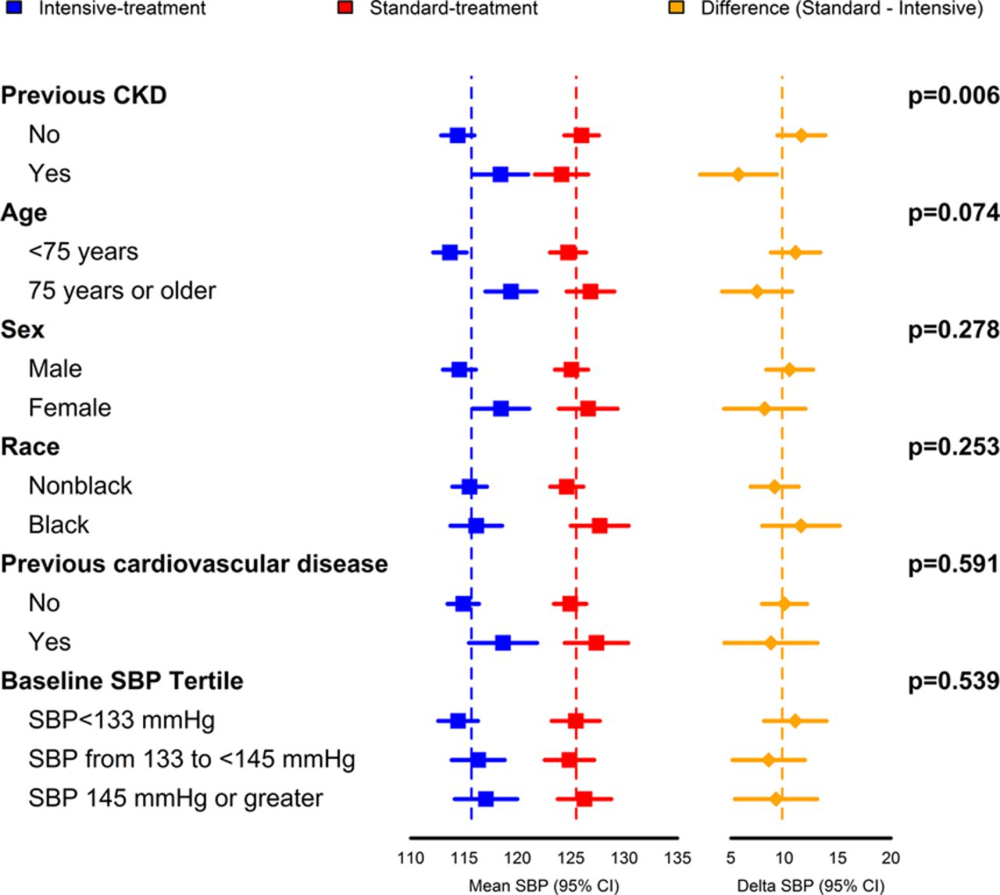 Intensive-treatment Standard-treatment Difference (Standard - Intensive)
Previous CKD p=0.006
No
Yes
Age p=0.074
<75 years
75 years or older
Sex p=0.278
Male
Female
Race p=0.253
Nonblack
Black
Previous cardiovascular disease p=0.591
No
Yes
Baseline SBP Tertile p=0.539
SBP<133 mmHg
SBP from 133 to <145 mmHg
SBP 145 mmHg or greater
110 115 120 125 130 135 5 10 15 20
Mean SBP (95% CI) Delta SBP (95% CI)